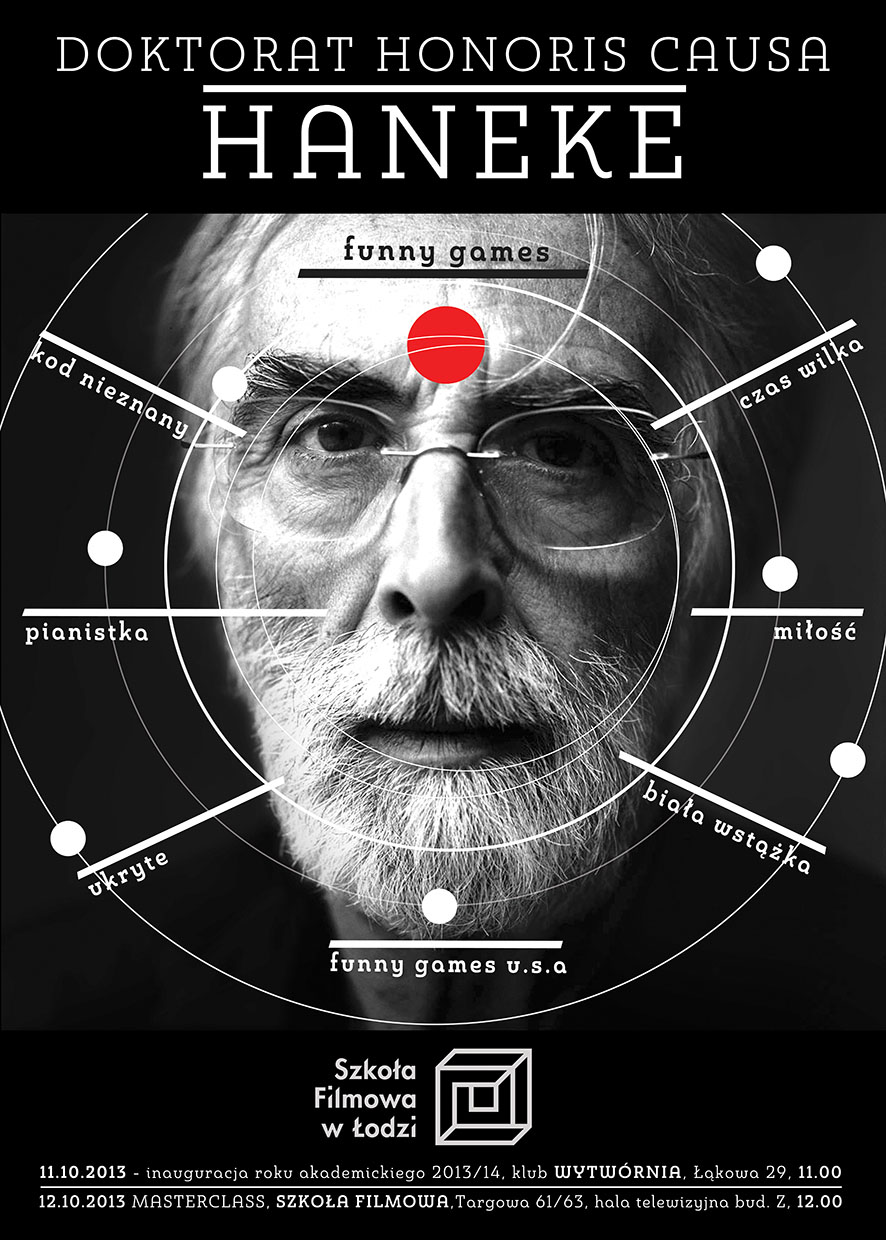 DOKTORAT HONORIS CAUSA
HANEKE
funny games
kod nieznany
czas wilka
pianistka
miłość
ukryte
biała wstążka
funny games u.s.a
Szkoła
Filmowa
w Łodzi
11.10.2013 - inauguracja roku akademickiego 2013/14, klub WYTWÓRNIA, Łąkowa 29, 11.00
12.10.2013 MASTERCLASS, SZKOŁA FILMOWA,Targowa 61/63, hala telewizyjna bud. Z, 12.00